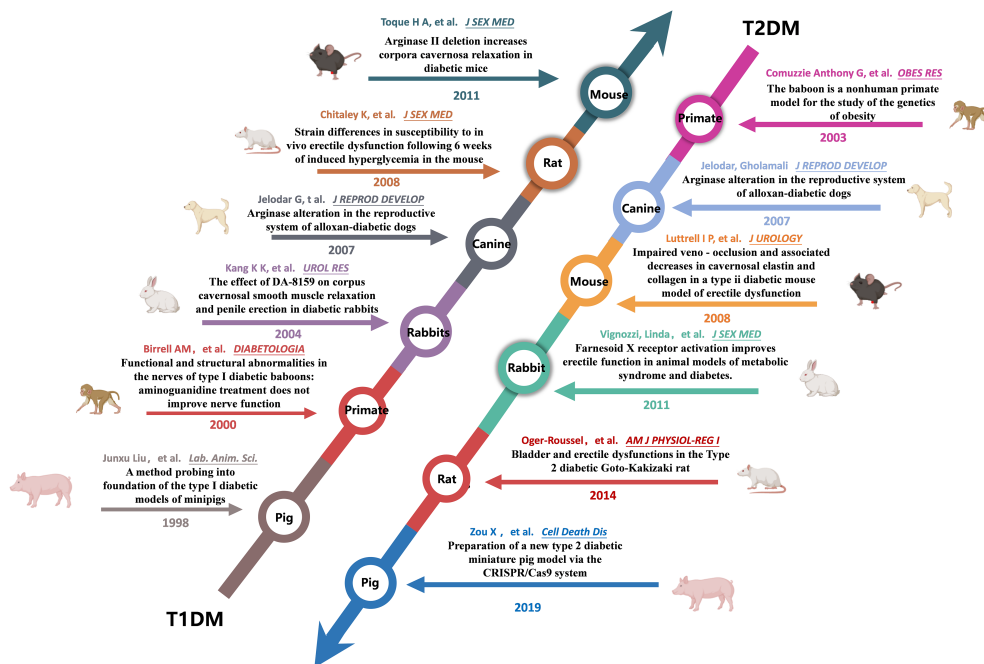 Toque H A, et al. J SEX MED
Arginase II deletion increases
corpora cavernosa relaxation in
diabetic mice
2011
Mouse
Chitaley K, et al. J SEX MED
Strain differences in susceptibility to in
vivo erectile dysfunction following 6 weeks
of induced hyperglycemia in the mouse
2008
Rat
Jelodar G, t al. J REPROD DEVELOP
Arginase alteration in the reproductive
system of alloxan-diabetic dogs
2007
Canine
Kang K K, et al. UROL RES
The effect of DA-8159 on corpus
cavernosal smooth muscle relaxation
and penile erection in diabetic rabbits
2004
Rabbits
Birrell AM, et al. DIABETOLOGIA
Functional and structural abnormalities in
the nerves of type I diabetic baboons:
aminoguanidine treatment does not
improve nerve function
2000
Primate
Junxu Liu, et al. Lab. Anim. Sci.
A method probing into
foundation of the type I diabetic
models of minipigs
1998
Pig
T1DM
T2DM
Comuzzie Anthony G, et al. OBES RES
The baboon is a nonhuman primate
model for the study of the genetics
of obesity
2003
Primate
Jelodar, Gholamali J REPROD DEVELOP
Arginase alteration in the reproductive system
of alloxan-diabetic dogs
2007
Canine
Luttrell I P, et al. J UROLOGY
Impaired veno - occlusion and associated
decreases in cavernosal elastin and
collagen in a type ii diabetic mouse
model of erectile dysfunction
2008
Mouse
Vignozzi, Linda, et al. J SEX MED
Farnesoid X receptor activation improves
erectile function in animal models of metabolic
syndrome and diabetes.
2011
Rabbit
Oger-Roussel, et al. AM J PHYSIOL-REG I
Bladder and erectile dysfunctions in the Type
2 diabetic Goto-Kakizaki rat
2014
Rat
Zou X , et al. Cell Death Dis
Preparation of a new type 2 diabetic
miniature pig model via the
CRISPR/Cas9 system
2019
Pig